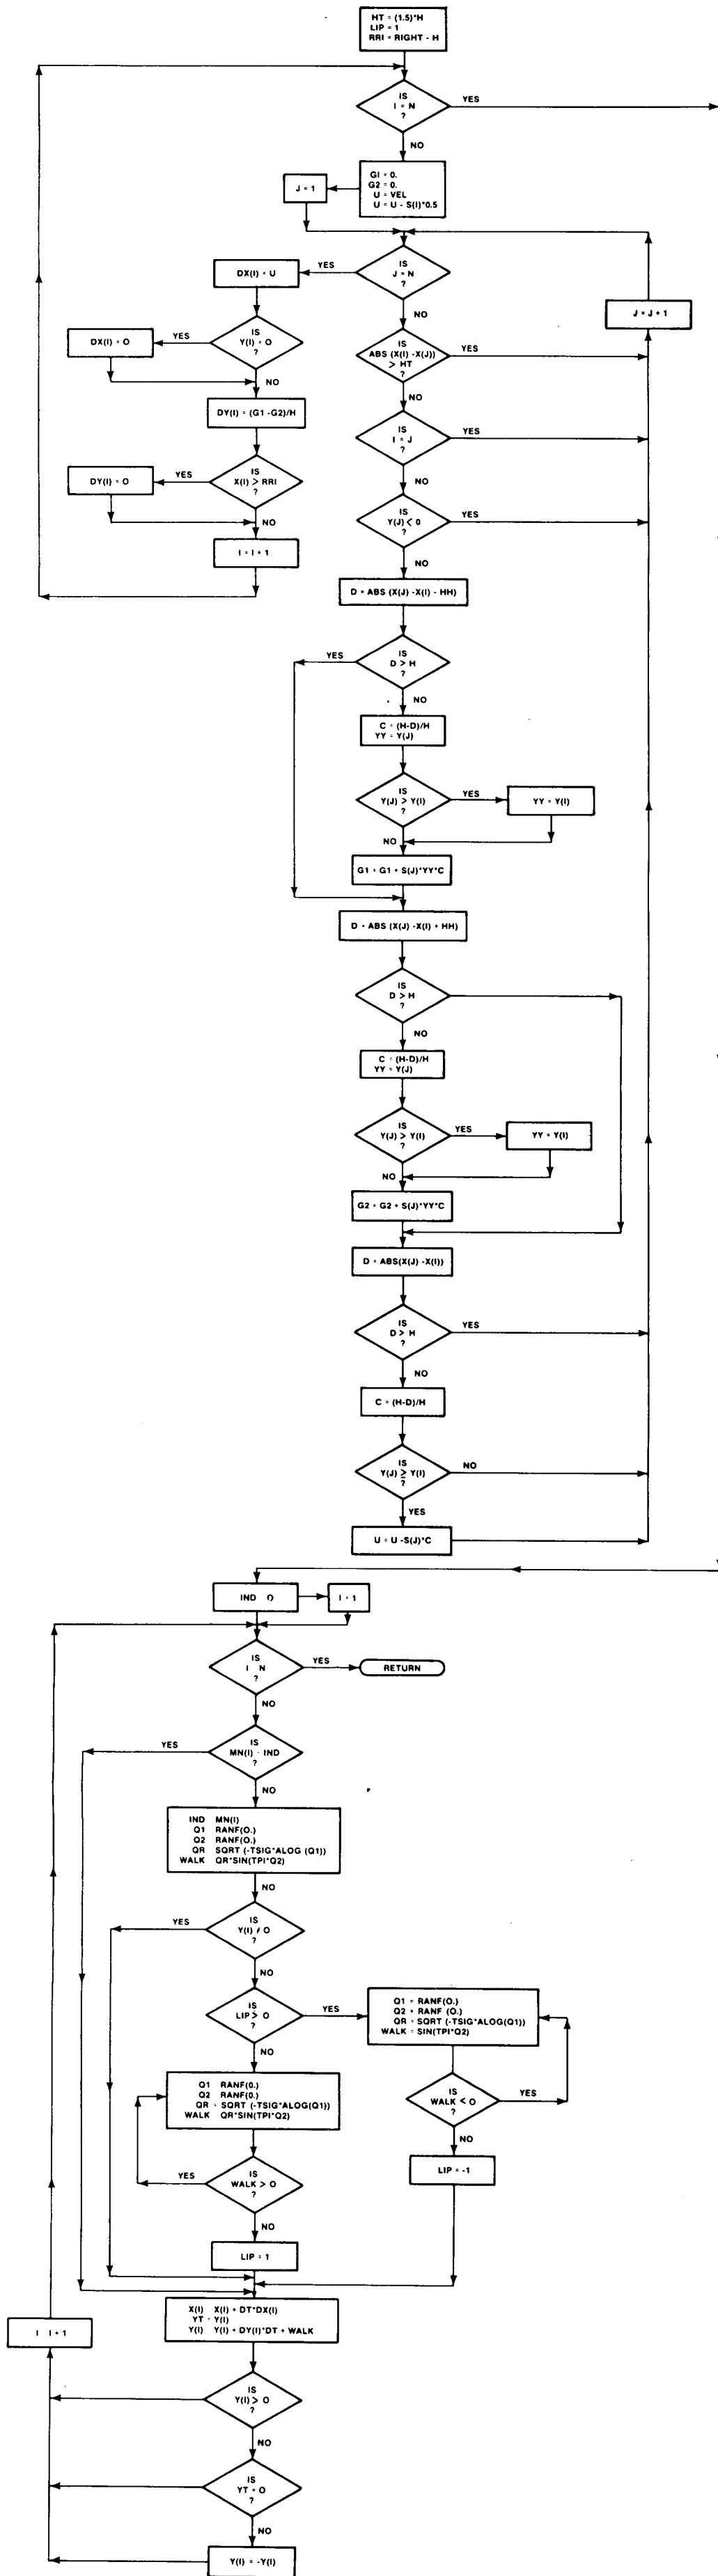 HT = (1.5)*H
LIP = 1
RRI = RIGHT - H
IS
I = N
?
YES
NO
G1 = 0.
G2 = 0.
U = VEL
U = U - S(I)*0.5
J = 1
IS
J = N
?
YES
NO
DX(I) = U
IS
Y(I) = O
?
YES
NO
DX(I) = O
DY(I) = (G1 -G2)/H
IS
X(I) > RRI
?
YES
NO
DY(I) = O
I = I + 1
J = J + 1
IS
ABS (X(I) -X(J))
> HT
?
YES
NO
IS
I = J
?
YES
NO
IS
Y(J) < 0
?
YES
NO
D = ABS (X(J) -X(I) - HH)
IS
D > H
?
YES
NO
C = (H-D)/H
YY = Y(J)
IS
Y(J) > Y(I)
?
YES
YY = Y(I)
NO
G1 = G1 + S(J)*YY*C
D = ABS (X(J) -X(I) + HH)
IS
D > H
?
NO
C = (H-D)/H
YY = Y(J)
IS
Y(J) > Y(I)
?
YES
YY = Y(I)
NO
G2 = G2 + S(J)*YY*C
D = ABS(X(J) -X(I))
IS
D > H
?
YES
NO
C = (H-D)/H
IS
Y(J) ≥ Y(I)
?
NO
YES
U = U -S(J)*C
IND O
I = 1
IS
I N
?
YES
RETURN
NO
IS
MN(I) - IND
?
YES
NO
IND MN(I)
Q1 RANF(O.)
Q2 RANF(O.)
QR SQRT (-TSIG*ALOG (Q1))
WALK QR*SIN(TPI*Q2)
NO
IS
Y(I) ≠ O
?
YES
NO
IS
LIP > O
?
YES
NO
Q1 = RANF(O.)
Q2 = RANF (O.)
QR = SQRT (-TSIG*ALOG(Q1))
WALK = SIN(TPI*Q2)
IS
WALK < O
?
YES
NO
LIP = -1
Q1 RANF(0.)
Q2 RANF(0.)
QR = SQRT (-TSIG*ALOG(Q1))
WALK QR*SIN(TPI*Q2)
IS
WALK > O
?
YES
NO
LIP = 1
X(I) X(I) + DT*DX(I)
YT = Y(I)
Y(I) Y(I) + DY(I)*DT + WALK
I I + 1
IS
Y(I) > O
?
NO
IS
YT = O
?
NO
Y(I) = -Y(I)